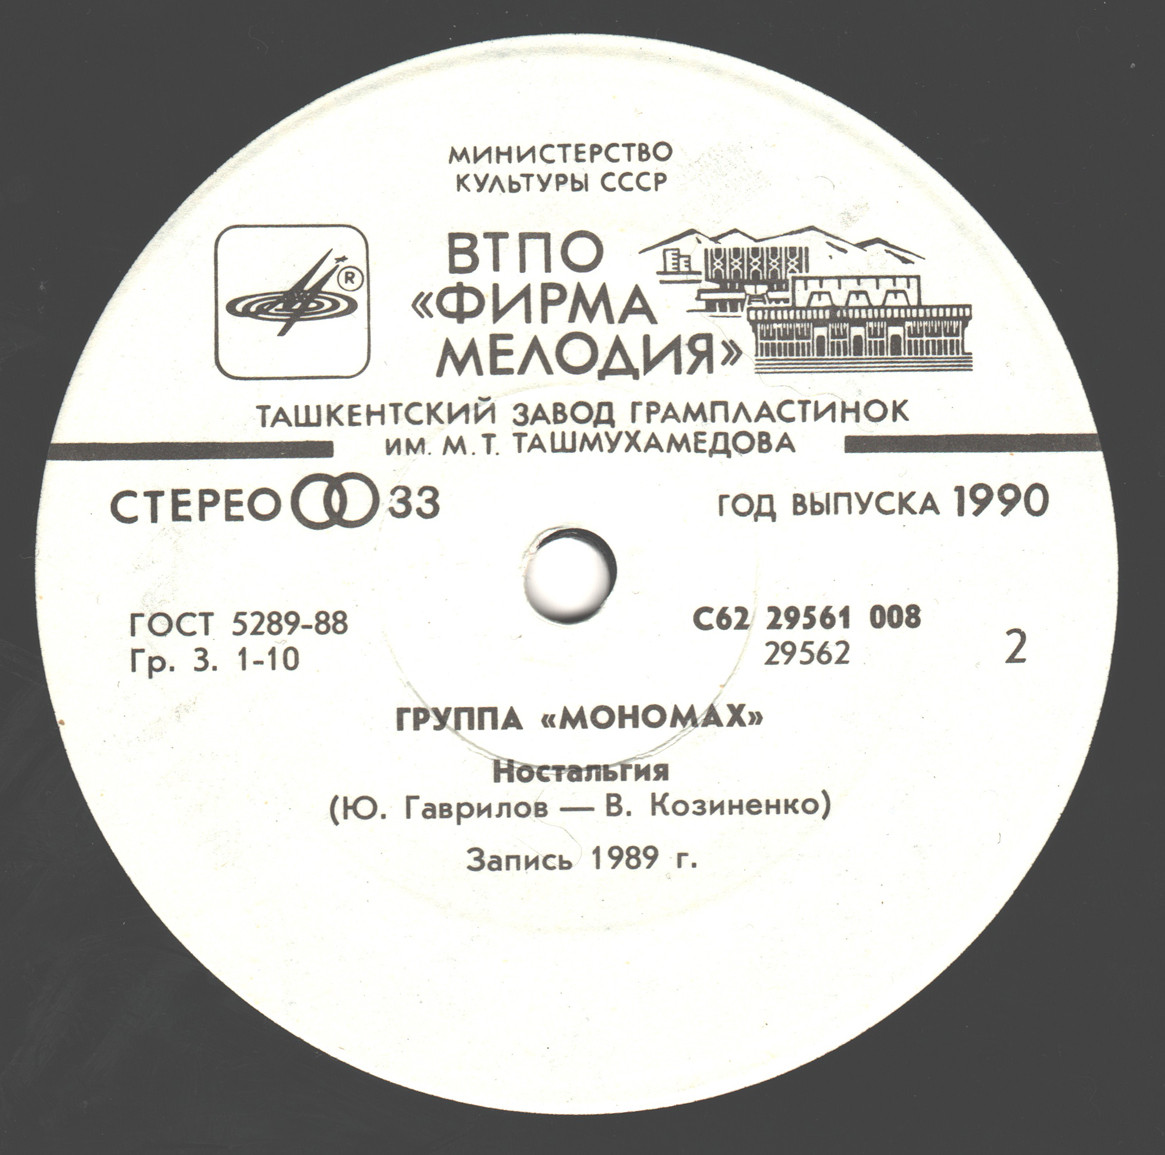 МИНИСТЕРСТВО
КУЛЬТУРЫ СССР
ВТПО
«ФИРМА
МЕЛОДИЯ»
®
ТАШКЕНТСКИЙ ЗАВОД ГРАМПЛАСТИНОК
ИМ. М. Т. ТАШМУХАМЕДОВА
СТЕРЕО 33
ГОД ВЫПУСКА 1990
ГОСТ 5289-88
Гр. 3. 1-10
С62 29561 008
29562
2
ГРУППА «МОНОМАХ»
Ностальгия
(Ю. Гаврилов — В. Козиненко)
Запись 1989 г.